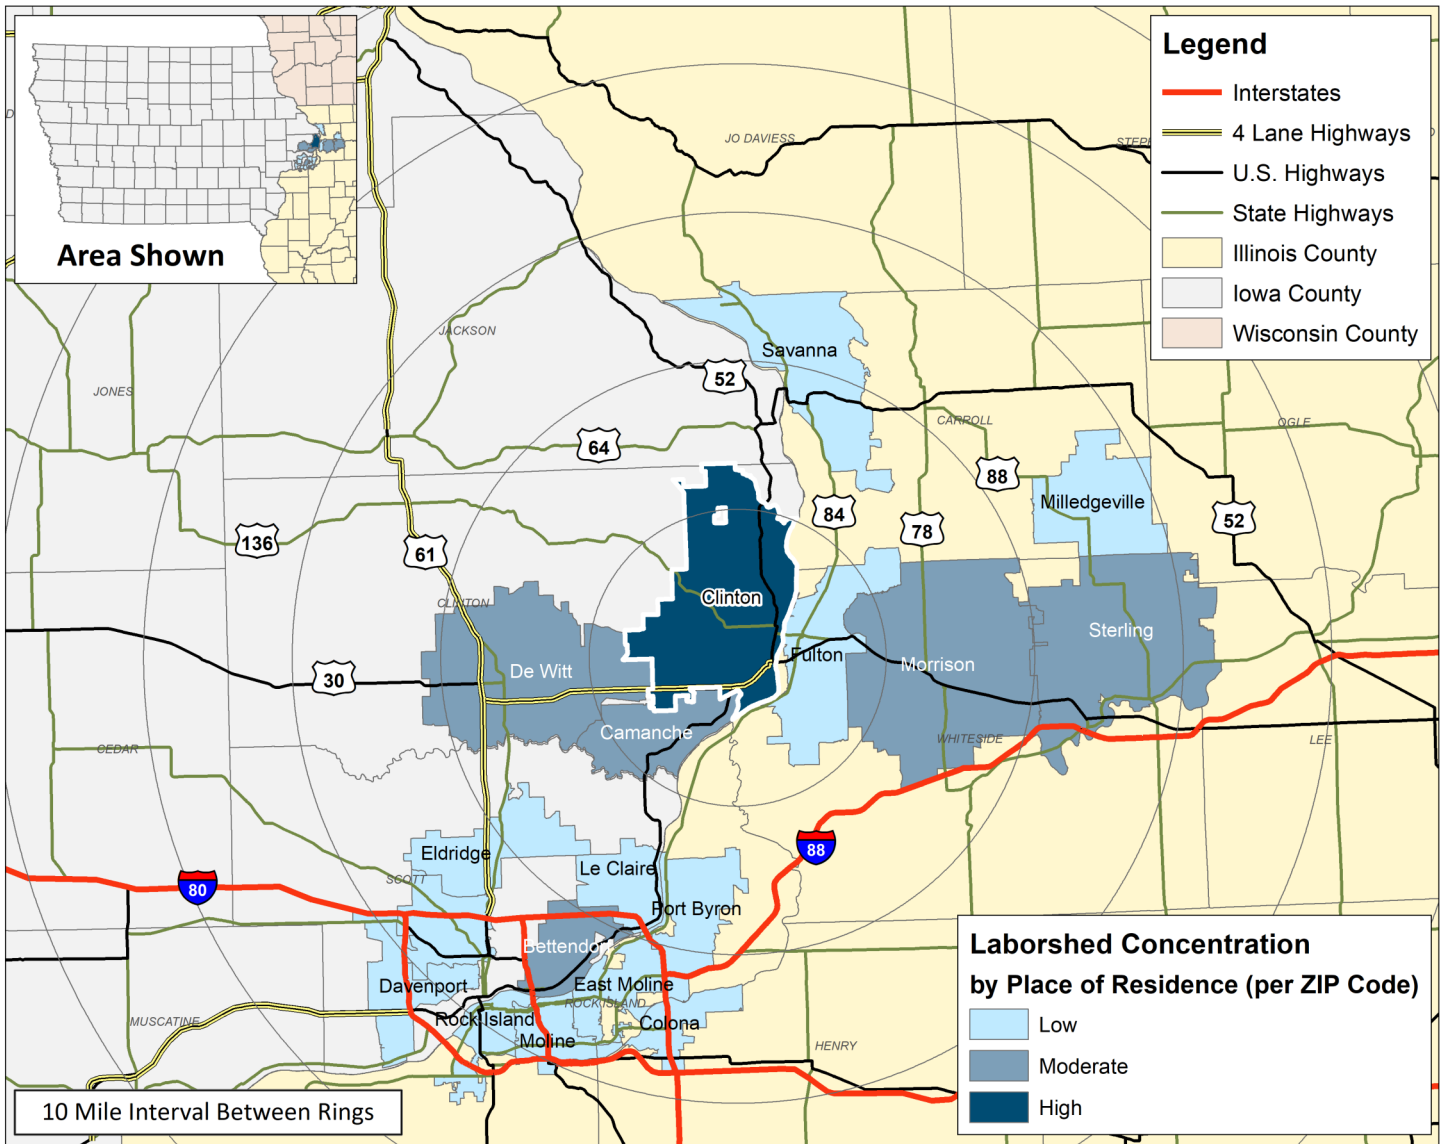 Area Shown
Legend
Interstates
4 Lane Highways
U.S. Highways
State Highways
Illinois County
Iowa County
Wisconsin County
JO DAVIESS
JACKSON
Savanna
52
JONES
CARROLL
OGLE
64
88
Milledgeville
84
78
52
136
61
Clinton
CLINTON
Sterling
Fulton
De Witt
Morrison
30
Camanche
WHITESIDE
LEE
CEDAR
88
Eldridge
Le Claire
SCOTT
80
Port Byron
Bettendorf
Davenport
East Moline
ROCK ISLAND
MUSCATINE
Rock Island
Colona
Moline
HENRY
Laborshed Concentration
by Place of Residence (per ZIP Code)
Low
Moderate
High
10 Mile Interval Between Rings